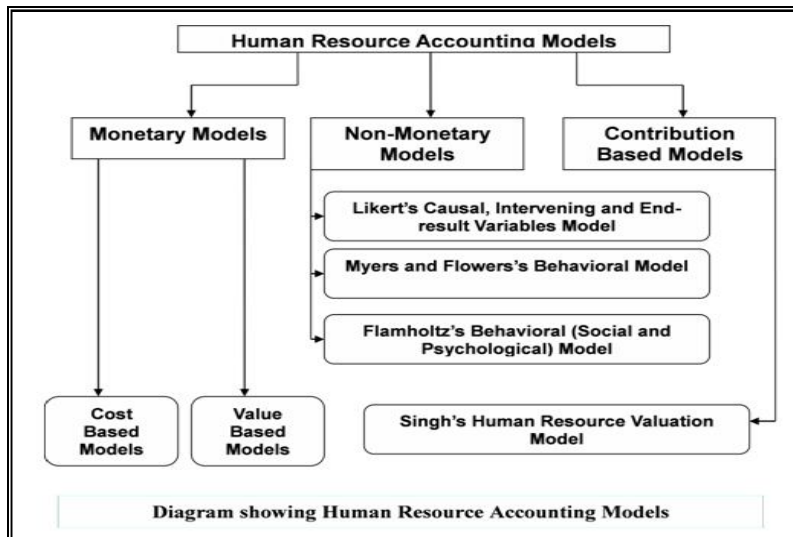 Human Resource Accounting Models
Monetary Models
Non-Monetary
Models
Contribution
Based Models
Likert's Causal, Intervening and End-
result Variables Model
Myers and Flowers's Behavioral Model
Flamholtz's Behavioral (Social and
Psychological) Model
Cost
Based
Models
Value
Based
Models
Singh's Human Resource Valuation
Model
Diagram showing Human Resource Accounting Models